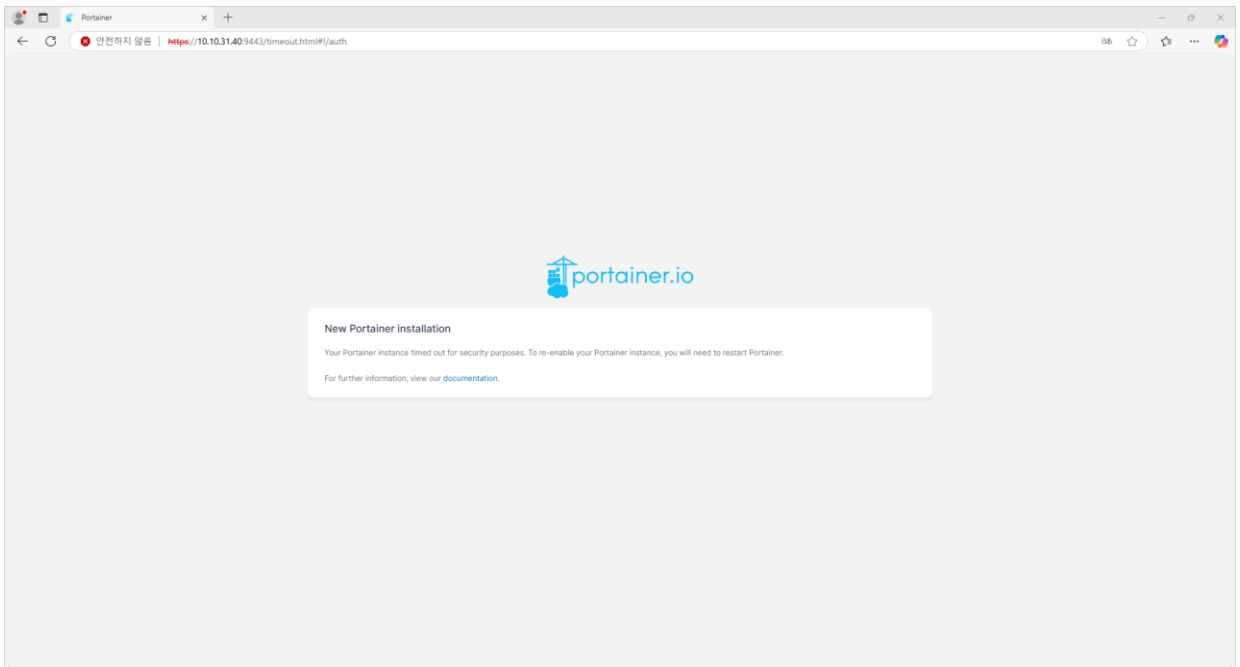 Portainer
안전하지 않음 https://10.10.31.40:9443/timeout.html#!/auth
portainer.io
New Portainer installation
Your Portainer instance timed out for security purposes. To re-enable your Portainer instance, you will need to restart Portainer.
For further information, view our documentation.